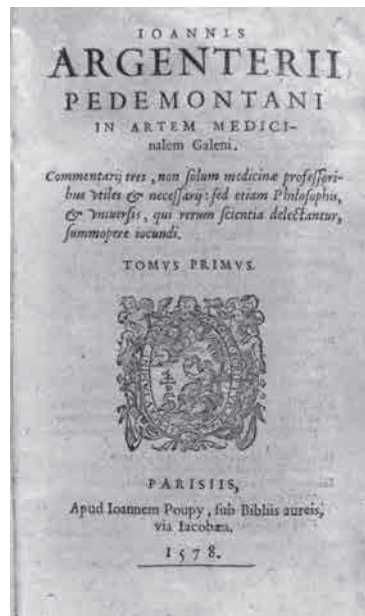 IOANNIS
ARGENTERII
PEDEMONTANI
IN ARTEM MEDICI-
nalem Galeni.
Commentarij tres, non solum medicinæ professori-
bus vtiles & necessarij: sed etiam Philosophis,
& vniuersis, qui rerum scientia delectantur,
summopere iocundi.
TOMVS PRIMVS.
PARISIIS,
Apud Ioannem Poupy, sub Bibliis aureis,
via Iacobæa.
1578.